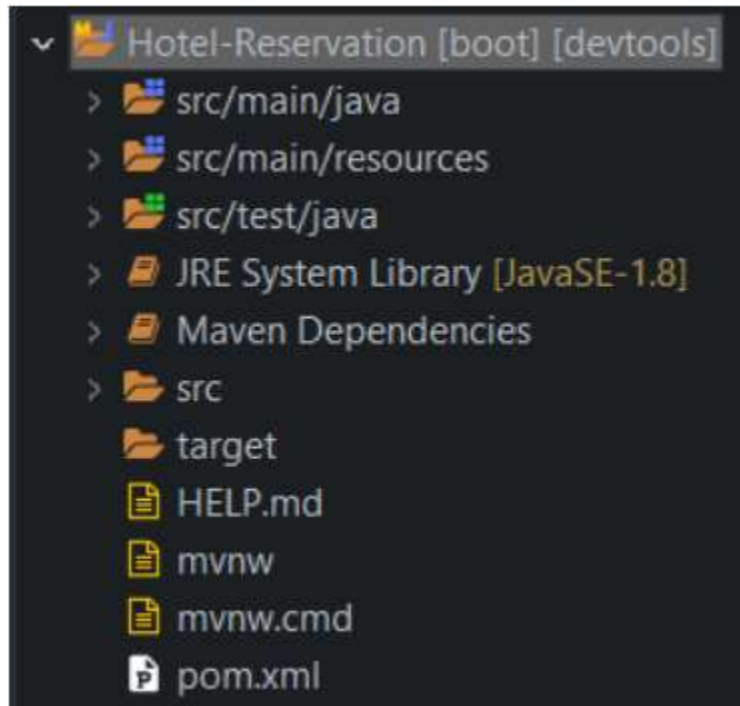 Hotel-Reservation [boot] [devtools]
src/main/java
src/main/resources
src/test/java
JRE System Library [JavaSE-1.8]
Maven Dependencies
src
target
HELP.md
mvnw
mvnw.cmd
pom.xml